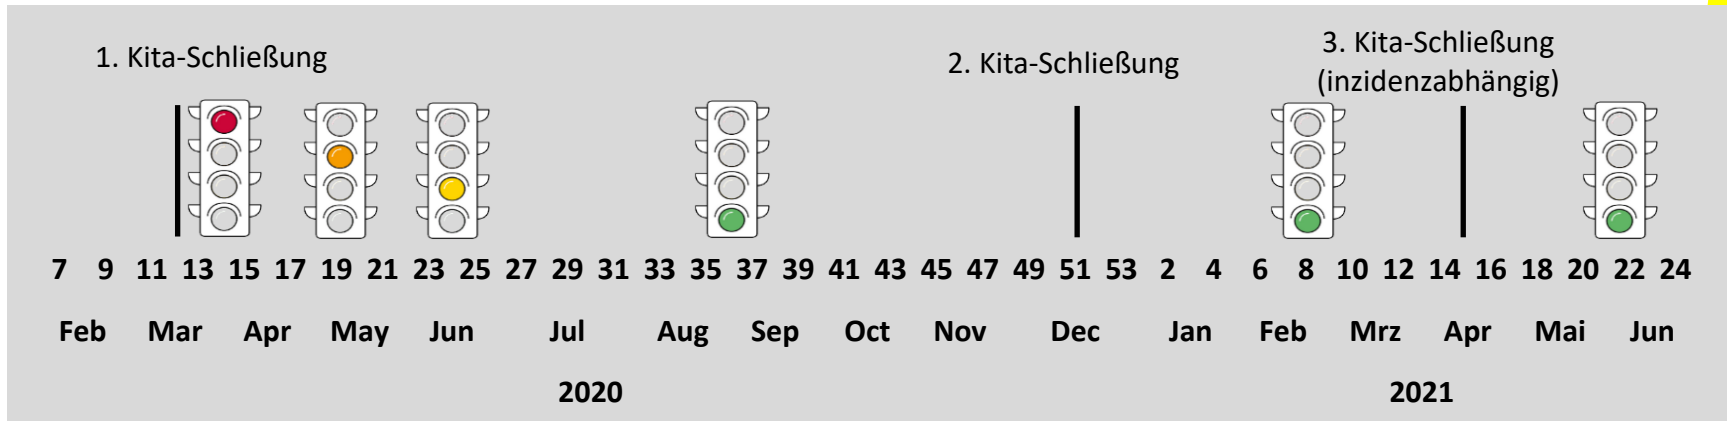 1. Kita-Schließung
2. Kita-Schließung
3. Kita-Schließung
(inzidenzabhängig)
7 9 11 13 15 17 19 21 23 25 27 29 31 33 35 37 39 41 43 45 47 49 51 53 2 4 6 8 10 12 14 16 18 20 22 24
Feb Mar Apr May Jun Jul Aug Sep Oct Nov Dec Jan Feb Mrz Apr Mai Jun
2020 2021